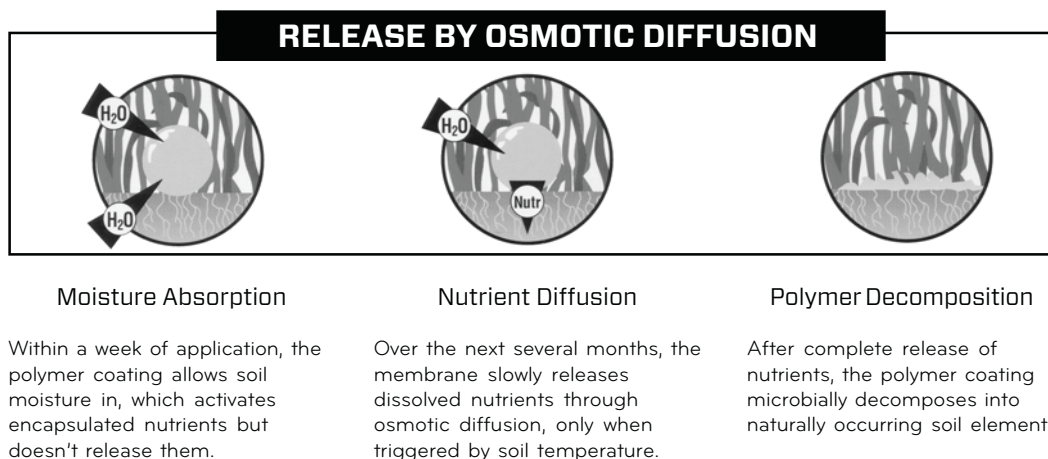 RELEASE BY OSMOTIC DIFFUSION
H₂O
H₂O
H₂O
Nutr
Moisture Absorption
Within a week of application, the
polymer coating allows soil
moisture in, which activates
encapsulated nutrients but
doesn't release them.
Nutrient Diffusion
Over the next several months, the
membrane slowly releases
dissolved nutrients through
osmotic diffusion, only when
triggered by soil temperature.
Polymer Decomposition
After complete release of
nutrients, the polymer coating
microbially decomposes into
naturally occurring soil element